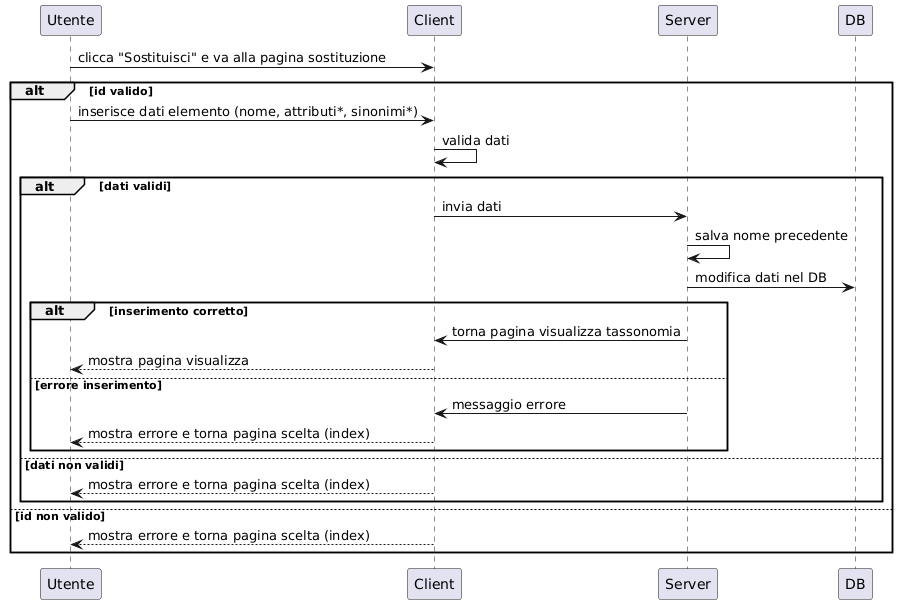 Utente Client Server DB
clicca "Sostituisci" e va alla pagina sostituzione
alt [id valido]
inserisce dati elemento (nome, attributi*, sinonimi*)
valida dati
alt [dati validi]
invia dati
salva nome precedente
modifica dati nel DB
alt [inserimento corretto]
torna pagina visualizza tassonomia
mostra pagina visualizza
[errore inserimento]
messaggio errore
mostra errore e torna pagina scelta (index)
[dati non validi]
mostra errore e torna pagina scelta (index)
[id non valido]
mostra errore e torna pagina scelta (index)
Utente Client Server DB